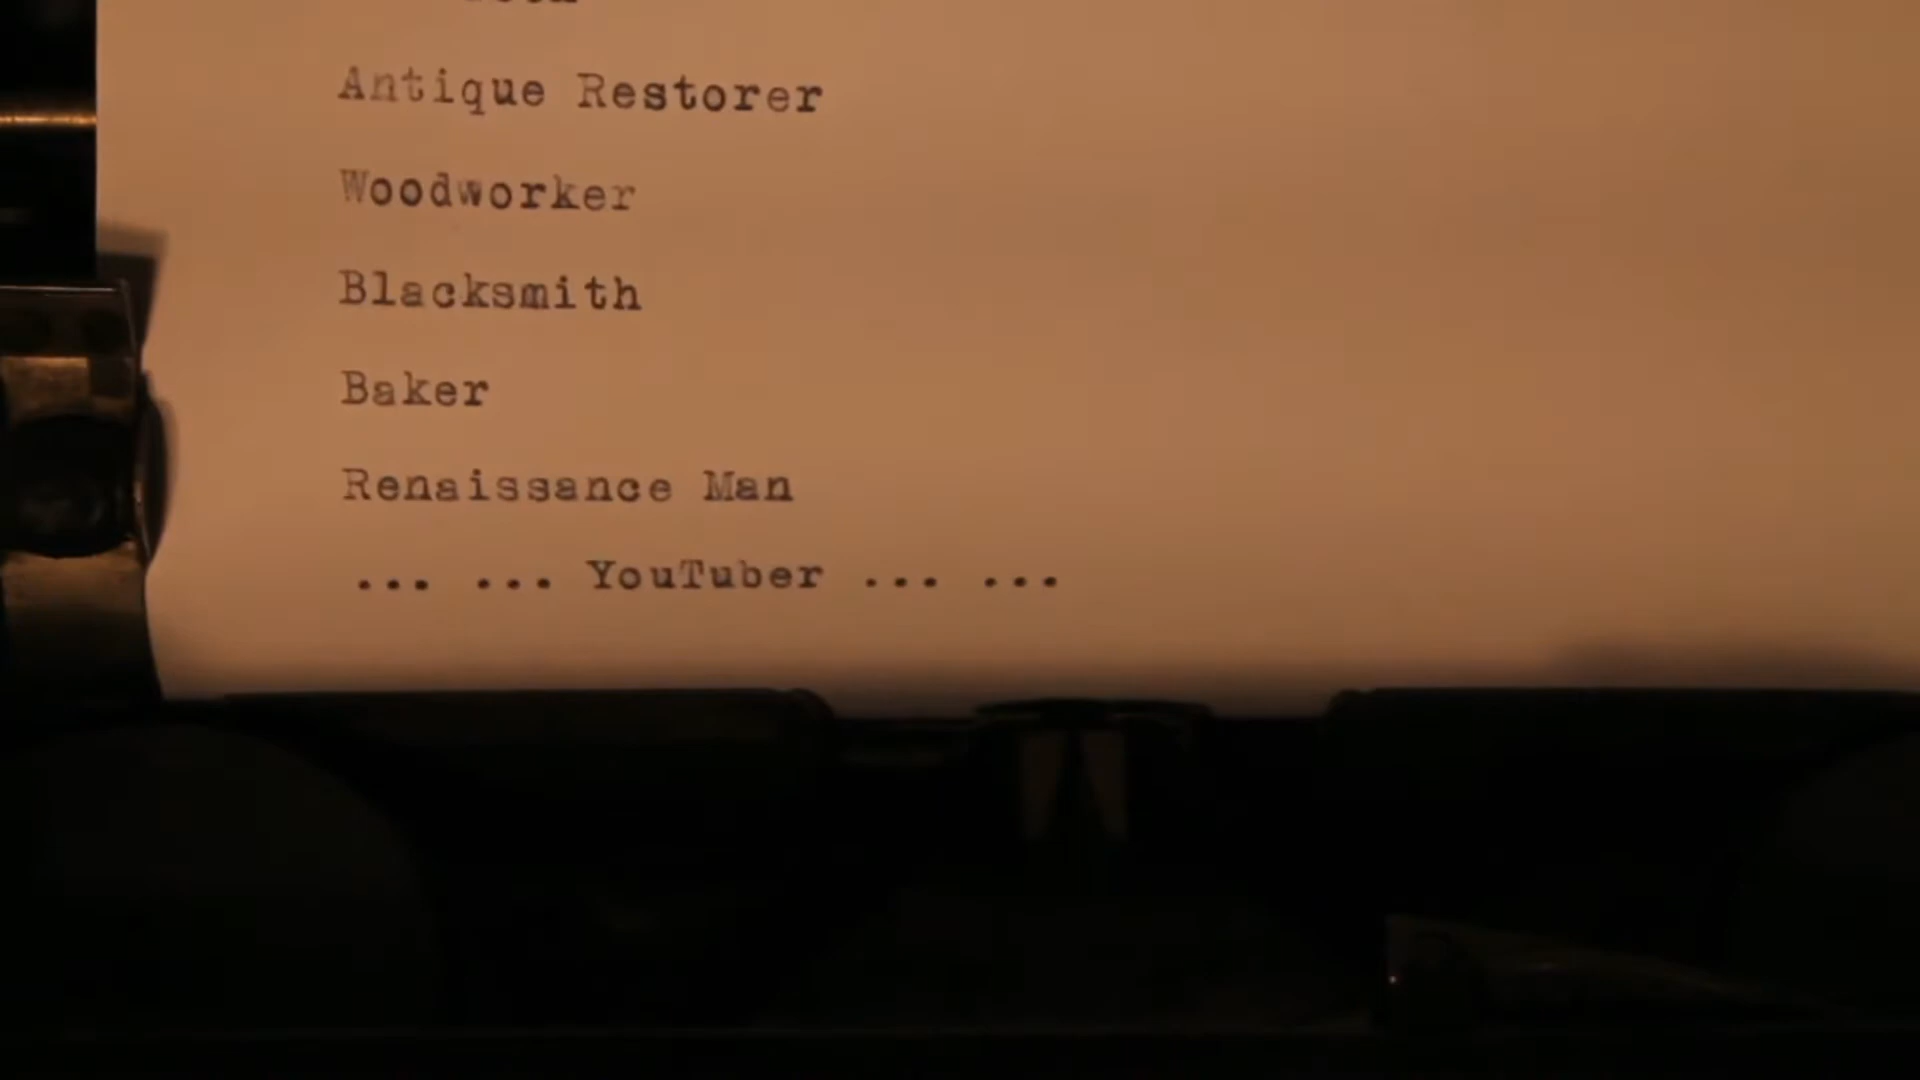 Antique Restorer
Woodworker
Blacksmith
Baker
Renaissance Man
... ... YouTuber ... ...